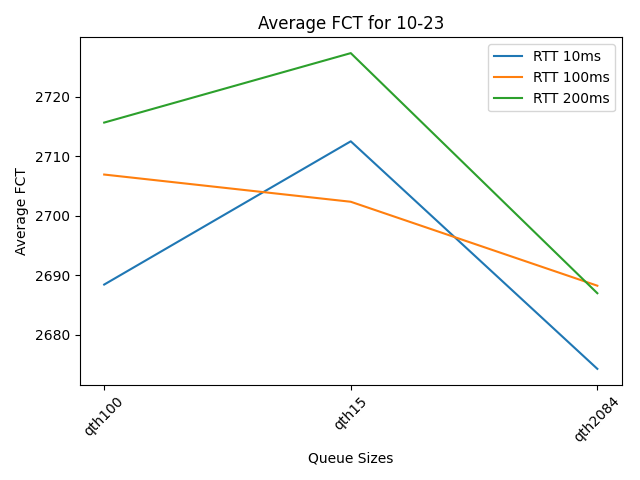 Average FCT for 10-23
RTT 10ms
RTT 100ms
RTT 200ms
Average FCT
2720
2710
2700
2690
2680
qth100
qth15
qth2084
Queue Sizes